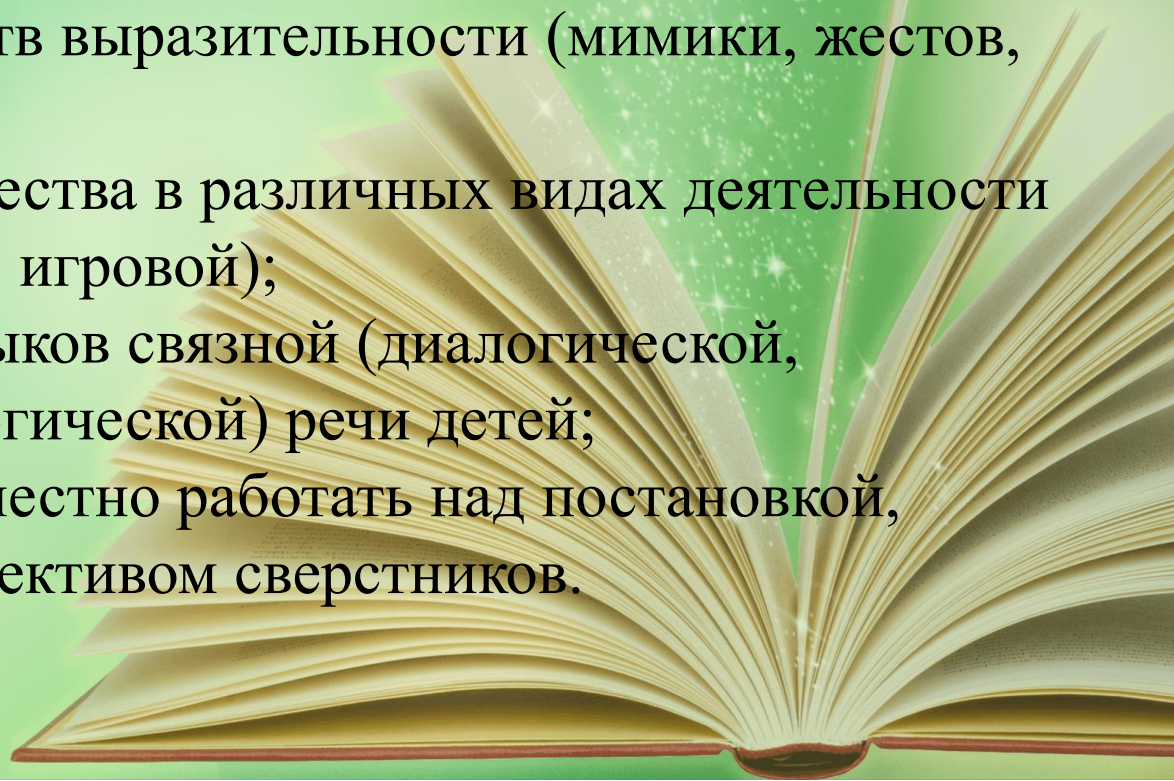 тв выразительности (мимики, жестов,
ества в различных видах деятельности
игровой);
ыков связной (диалогической,
гической) речи детей;
местно работать над постановкой,
ективом сверстников.